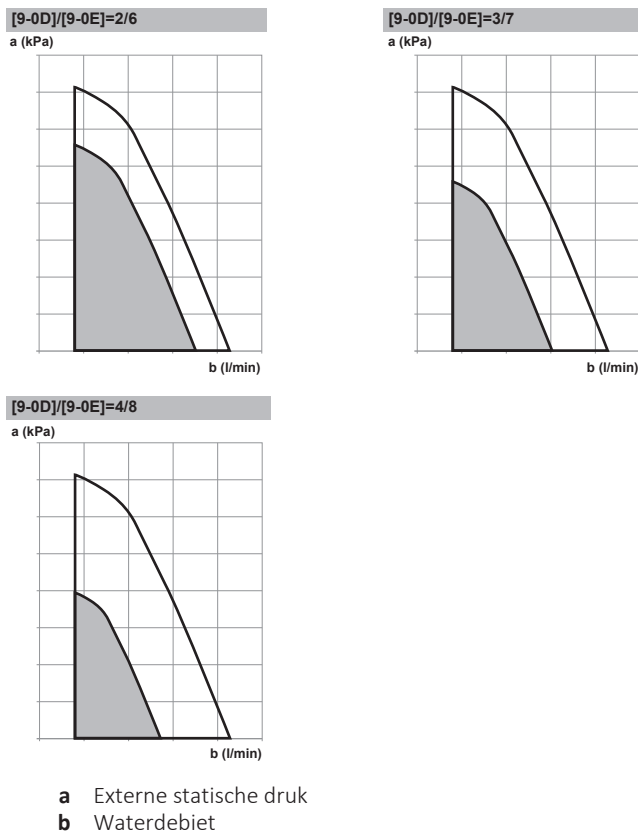 [9-0D]/[9-0E]=2/6
a (kPa)
b (l/min)
[9-0D]/[9-0E]=3/7
a (kPa)
b (l/min)
[9-0D]/[9-0E]=4/8
a (kPa)
b (l/min)
a Externe statische druk
b Waterdebiet